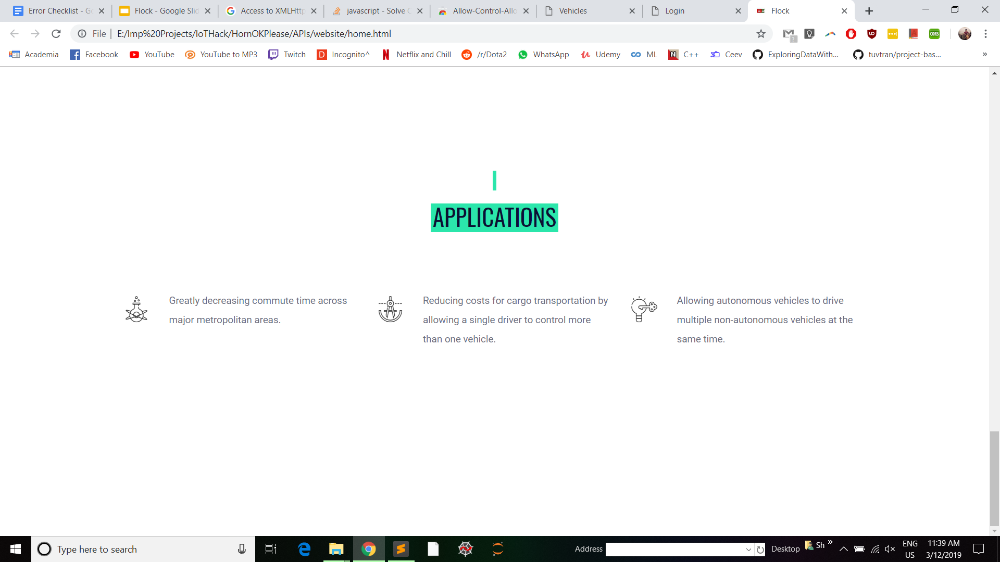 Error Checklist - Go
Flock - Google Slid
Access to XMLHttp
javascript - Solve C
Allow-Control-Allo
Vehicles
Login
Flock
File
E:/Imp%20Projects/IoTHack/HornOKPlease/APIs/website/home.html
CORS
Academia
Facebook
YouTube
YouTube to MP3
Twitch
Incognito^
Netflix and Chill
/r/Dota2
WhatsApp
Udemy
ML
C++
Ceev
ExploringDataWith...
tuvtran/project-bas...
»
APPLICATIONS
Greatly decreasing commute time across
major metropolitan areas.
Reducing costs for cargo transportation by
allowing a single driver to control more
than one vehicle.
Allowing autonomous vehicles to drive
multiple non-autonomous vehicles at the
same time.
Type here to search
Address
Desktop
Sh
»
ENG
US
11:39 AM
3/12/2019